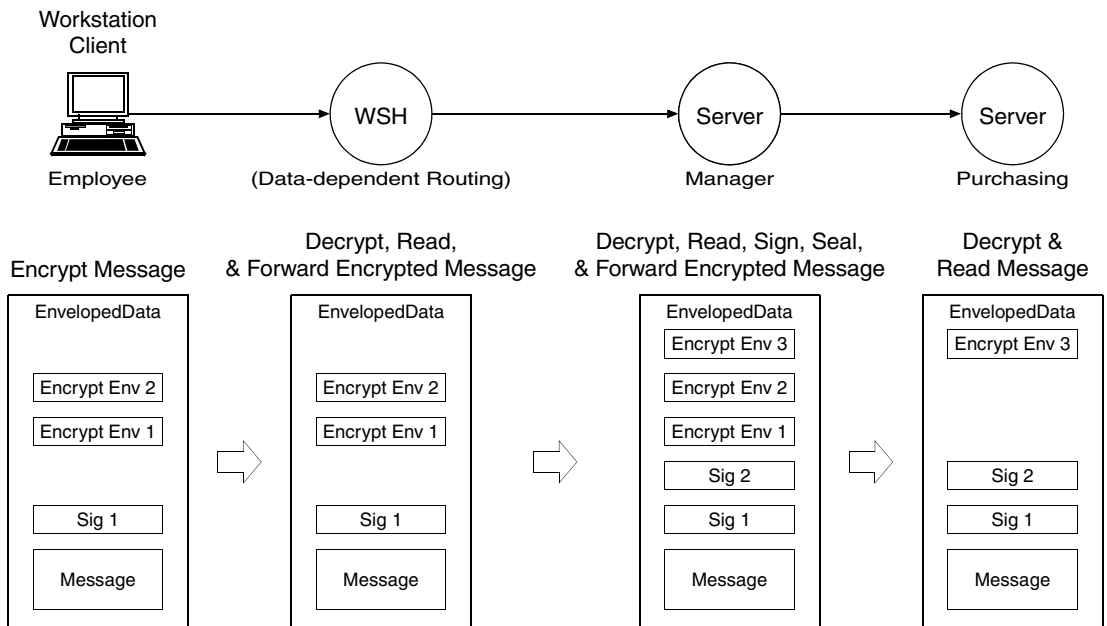 Workstation
Client
WSH
Server
Server
Employee
(Data-dependent Routing)
Manager
Purchasing
Encrypt Message
Decrypt, Read,
& Forward Encrypted Message
Decrypt, Read, Sign, Seal,
& Forward Encrypted Message
Decrypt &
Read Message
EnvelopedData
Encrypt Env 2
Encrypt Env 1
Sig 1
Message
EnvelopedData
Encrypt Env 2
Encrypt Env 1
Sig 1
Message
EnvelopedData
Encrypt Env 3
Encrypt Env 2
Encrypt Env 1
Sig 2
Sig 1
Message
EnvelopedData
Encrypt Env 3
Sig 2
Sig 1
Message